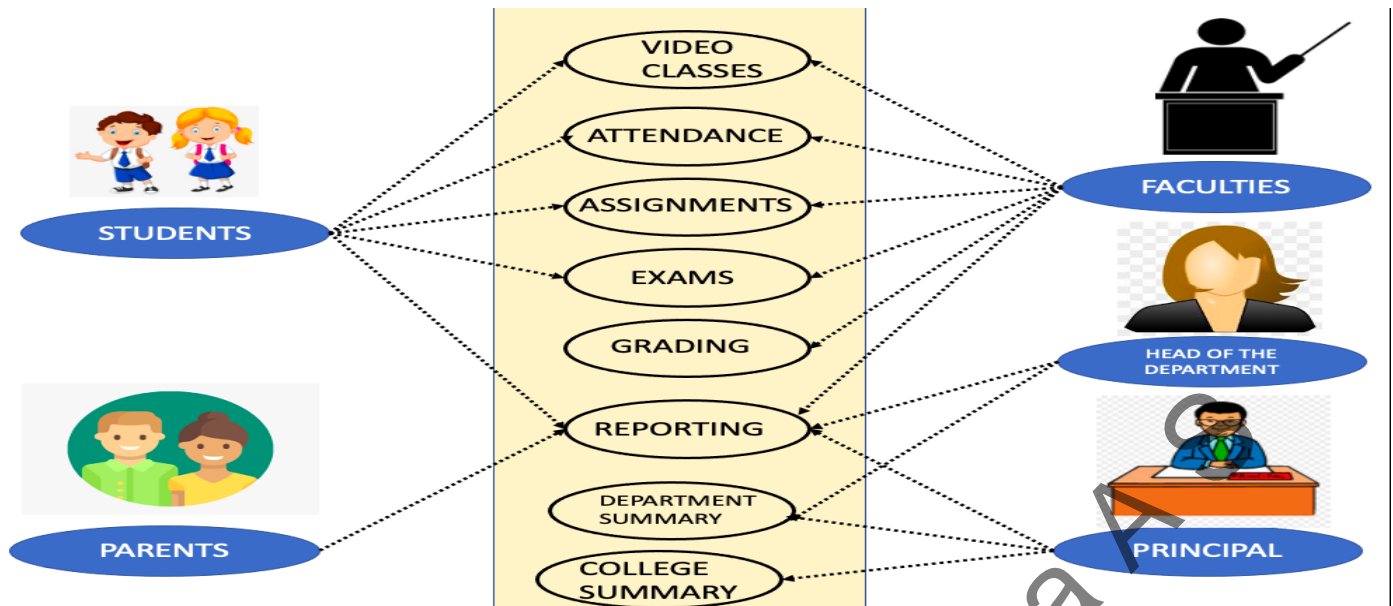 VIDEO
CLASSES
ATTENDANCE
ASSIGNMENTS
EXAMS
GRADING
REPORTING
DEPARTMENT
SUMMARY
COLLEGE
SUMMARY
STUDENTS
PARENTS
FACULTIES
HEAD OF THE
DEPARTMENT
PRINCIPAL